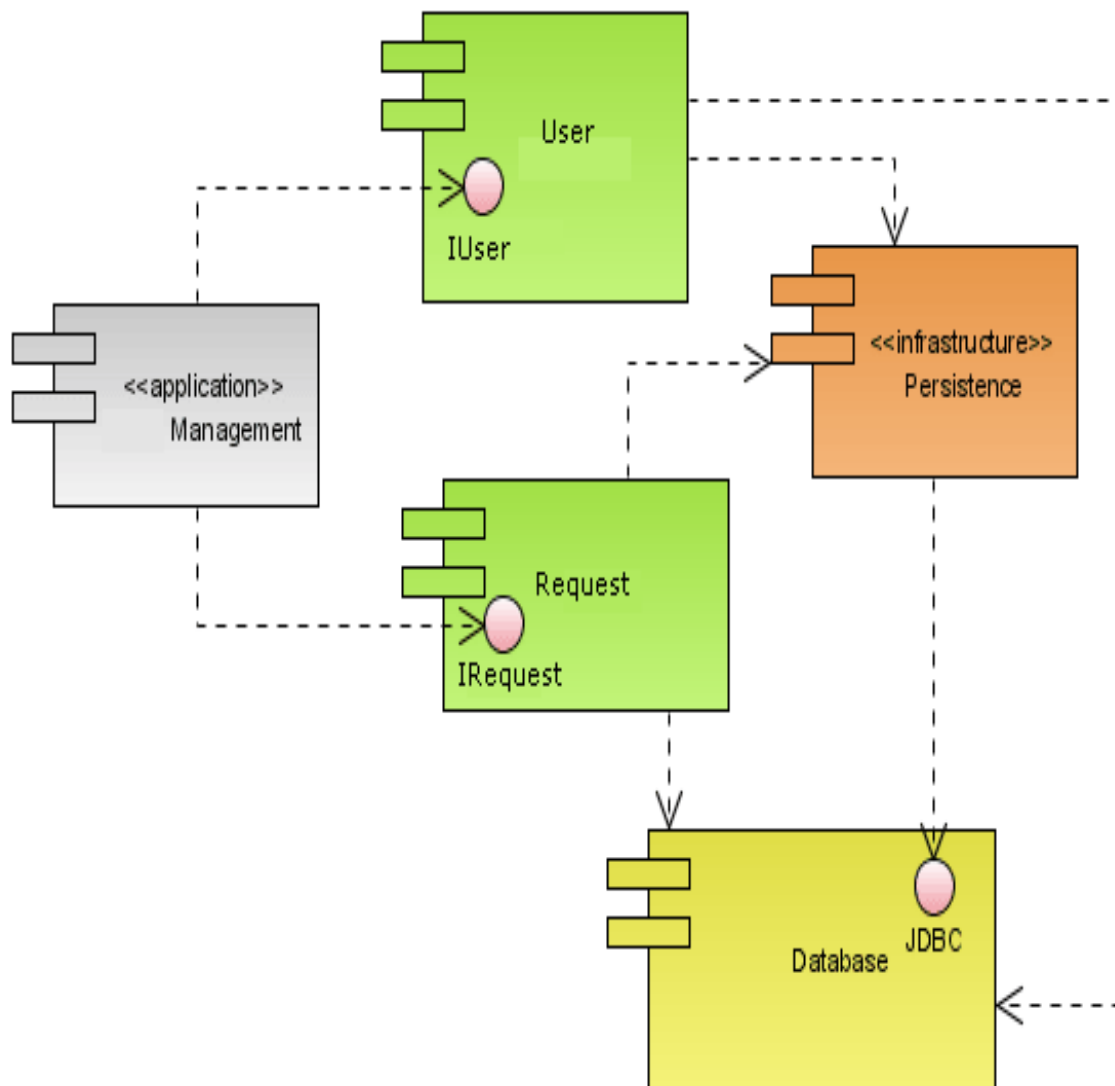 User
IUser
<<application>>
Management
<<infrastructure>>
Persistence
Request
IRequest
JDBC
Database